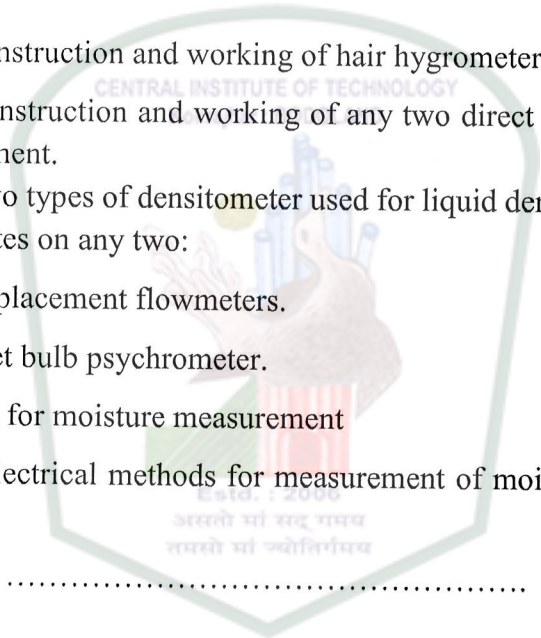 nstruction and working of hair hygrometer
CENTRAL INSTITUTE OF TECHNOLOGY
nstruction and working of any two direct
nent.
o types of densitometer used for liquid der
tes on any two:
placement flowmeters.
et bulb psychrometer.
for moisture measurement
lectrical methods for measurement of moi
Estd. : 2006
असतो मा सद् गमय
तमसो मा ज्योतिर्गमय